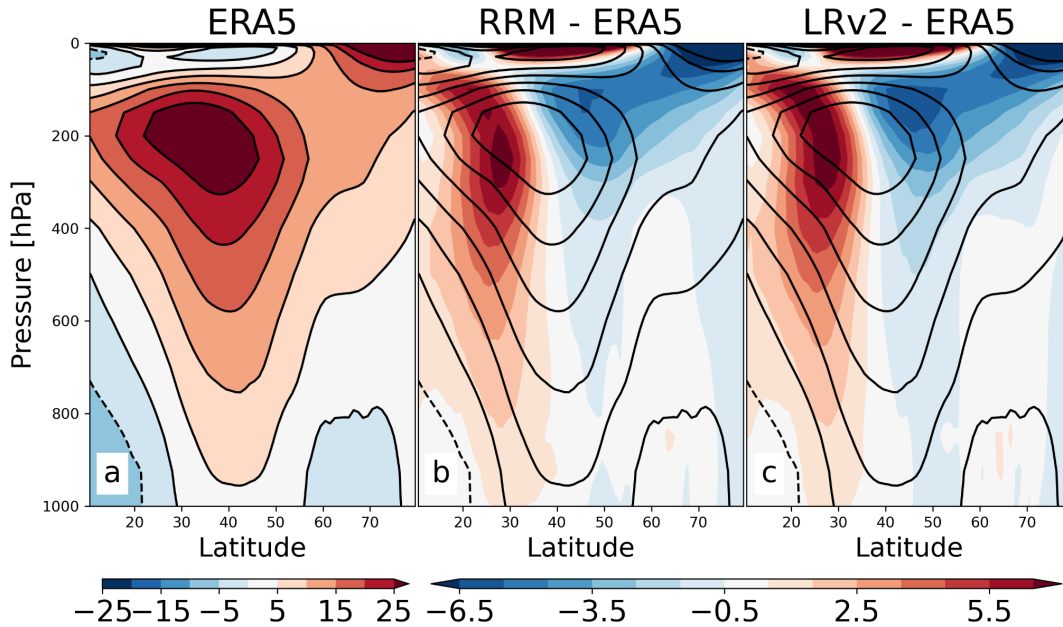 ERA5 RRM - ERA5 LRv2 - ERA5
0
200
400
600
800
1000
Pressure [hPa]
a b c
20 30 40 50 60 70 20 30 40 50 60 70 20 30 40 50 60 70
Latitude Latitude Latitude
−25 −15 −5 5 15 25 −6.5 −3.5 −0.5 2.5 5.5